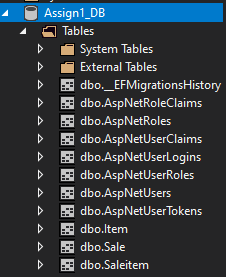 Assign1_DB
Tables
System Tables
External Tables
dbo.__EFMigrationsHistory
dbo.AspNetRoleClaims
dbo.AspNetRoles
dbo.AspNetUserClaims
dbo.AspNetUserLogins
dbo.AspNetUserRoles
dbo.AspNetUsers
dbo.AspNetUserTokens
dbo.Item
dbo.Sale
dbo.Saleitem